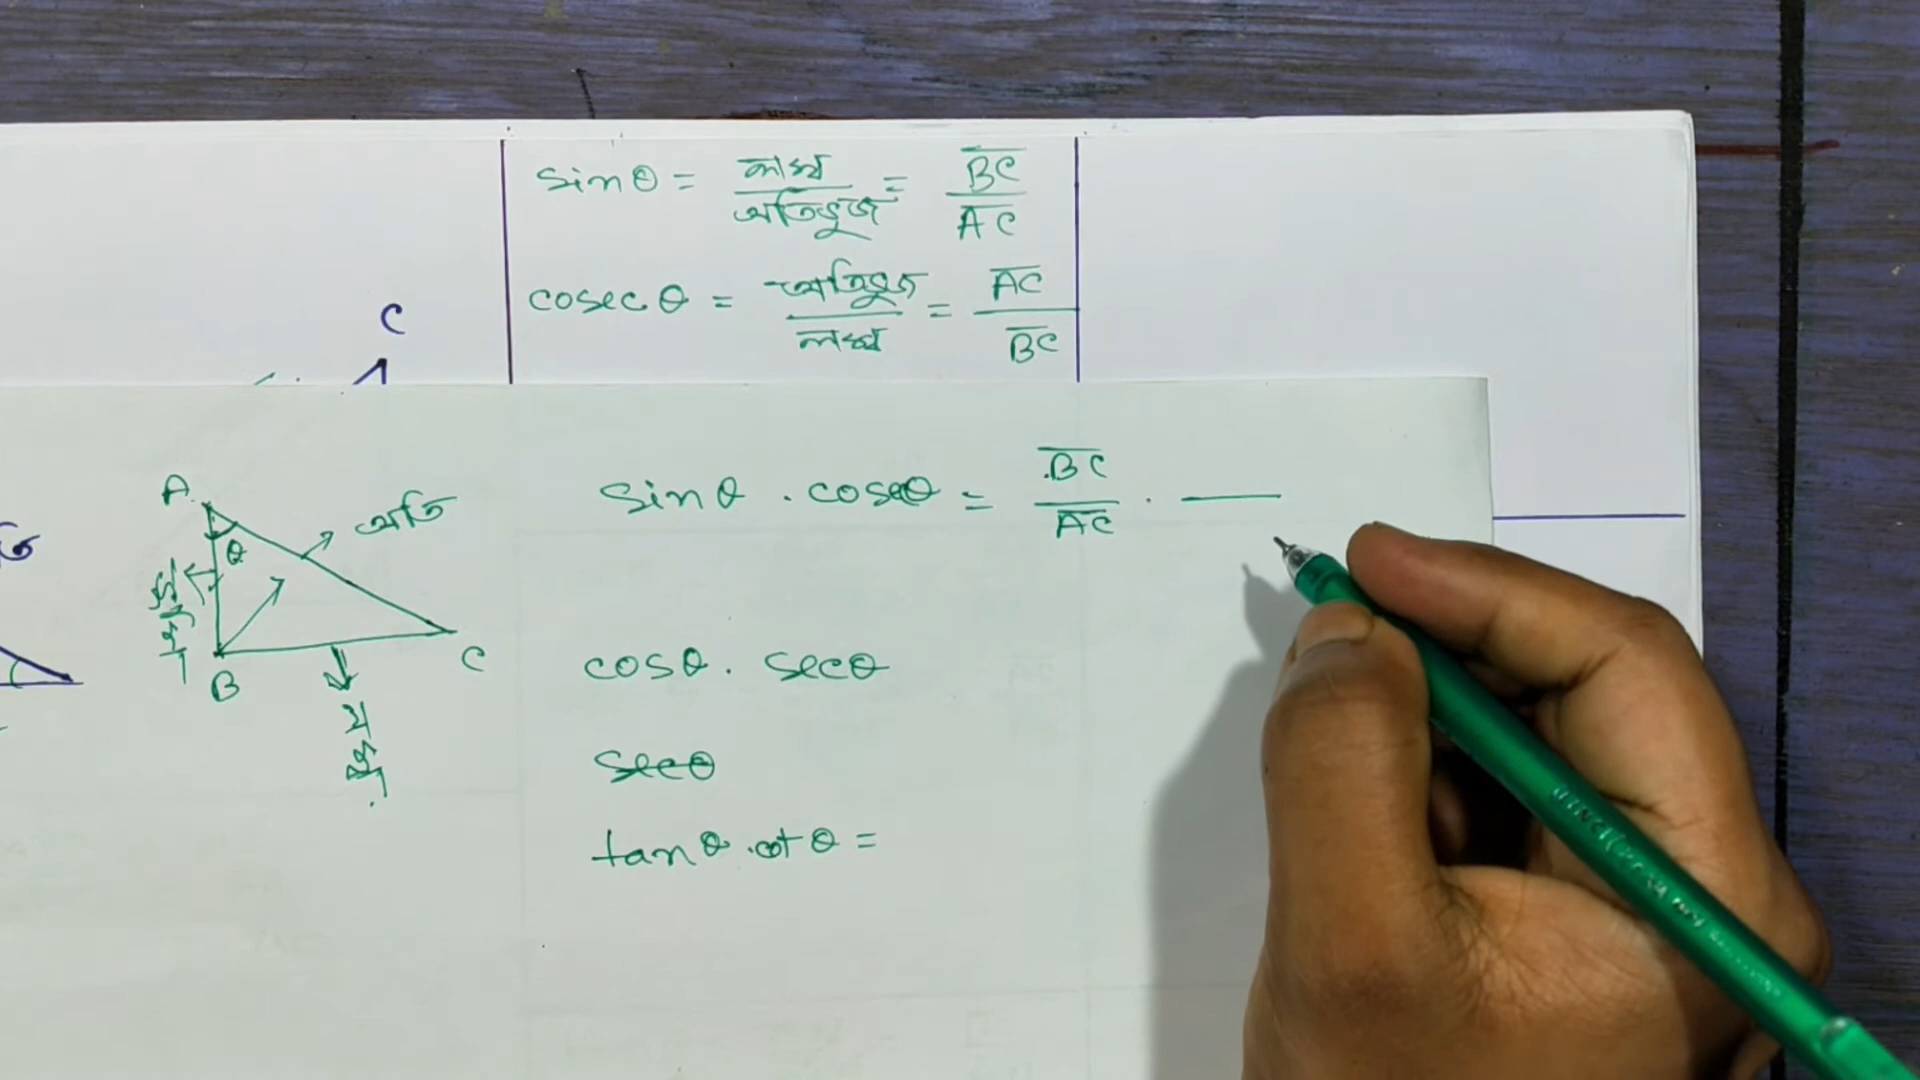 sinθ = লম্ব / অতিভুজ = BC / AC
cosec θ = অতিভুজ / লম্ব = AC / BC
C
A
θ
অতি
B
C
sinθ . cosecθ = BC / AC .
cosθ . secθ
secθ
tanθ . cotθ =